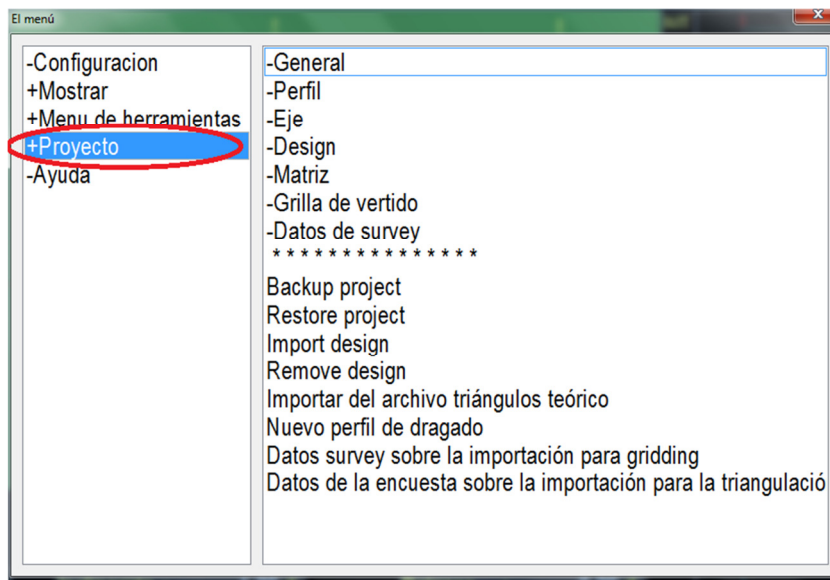 El menú
-Configuracion
+Mostrar
+Menu de herramientas
+Proyecto
-Ayuda
-General
-Perfil
-Eje
-Design
-Matriz
-Grilla de vertido
-Datos de survey
* * * * * * * * * * * * * * *
Backup project
Restore project
Import design
Remove design
Importar del archivo triángulos teórico
Nuevo perfil de dragado
Datos survey sobre la importación para gridding
Datos de la encuesta sobre la importación para la triangulació